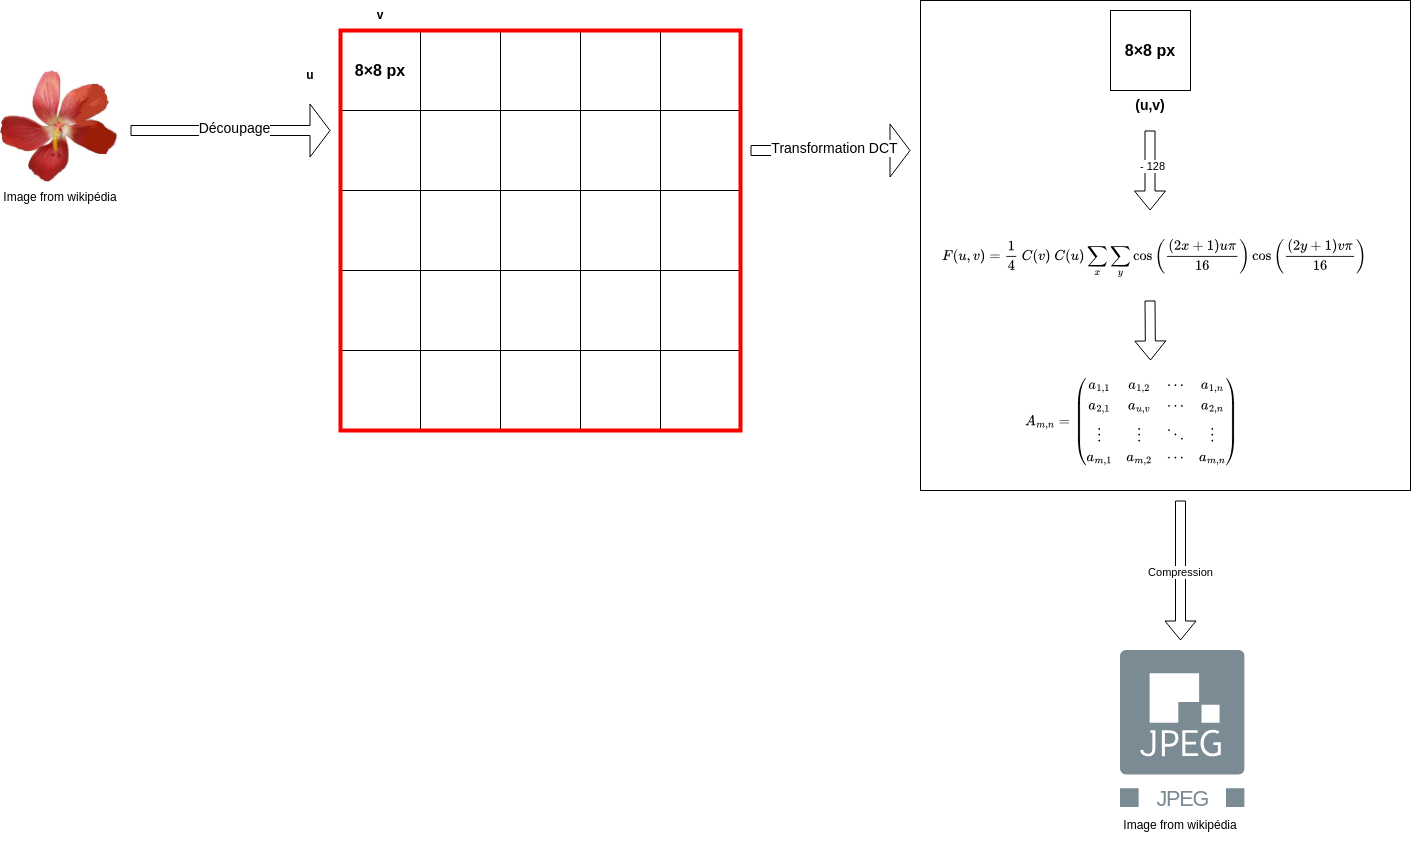 v
u
8×8 px
Découpage
Image from wikipédia
Transformation DCT
8×8 px
(u,v)
- 128
F(u,v) = \frac{1}{4} C(v) C(u) \sum_{x} \sum_{y} \cos\left(\frac{(2x+1)u\pi}{16}\right) \cos\left(\frac{(2y+1)v\pi}{16}\right)
A_{m,n} = \begin{pmatrix} a_{1,1} & a_{1,2} & \cdots & a_{1,n} \\ a_{2,1} & a_{u,v} & \cdots & a_{2,n} \\ \vdots & \vdots & \ddots & \vdots \\ a_{m,1} & a_{m,2} & \cdots & a_{m,n} \end{pmatrix}
Compression
JPEG
JPEG
Image from wikipédia